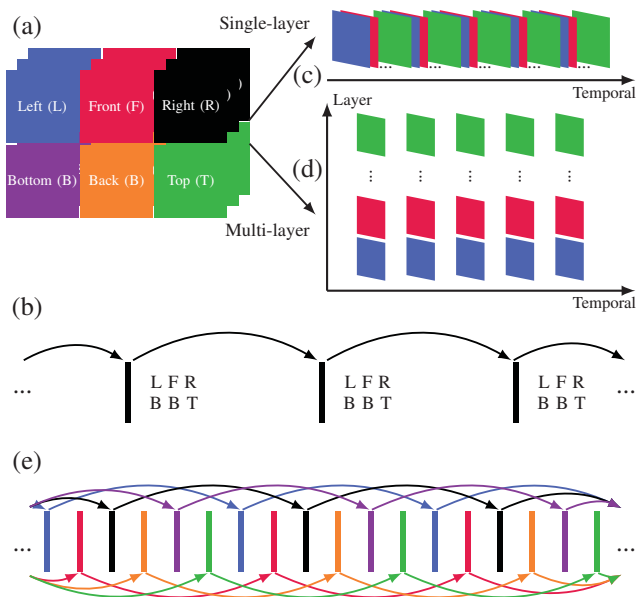 (a)
Left (L)
Front (F)
Right (R)
)
)
Bottom (B)
Back (B)
Top (T)
Single-layer
Multi-layer
(c)
... ... ... ... ...
Temporal
Layer
(d)
... ... ... ... ...
Temporal
(b)
...
L F R
B B T
L F R
B B T
L F R
B B T
...
(e)
...
...